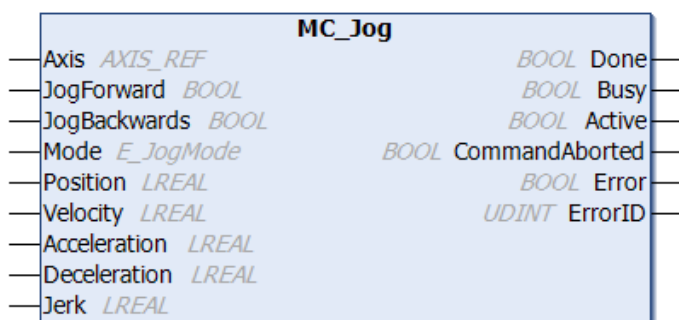 MC_Jog
Axis AXIS_REF BOOL Done
JogForward BOOL BOOL Busy
JogBackwards BOOL BOOL Active
Mode E_JogMode BOOL CommandAborted
Position LREAL BOOL Error
Velocity LREAL UDINT ErrorID
Acceleration LREAL
Deceleration LREAL
Jerk LREAL